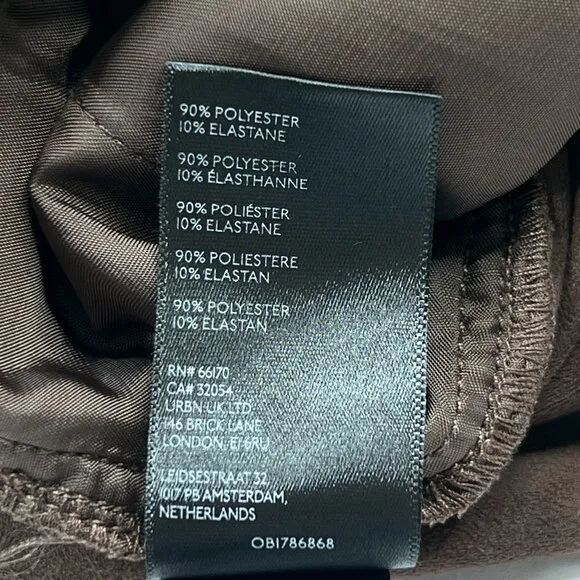 90% POLYESTER
10% ELASTANE
90% POLYESTER
10% ÉLASTHANNE
90% POLIÉSTER
10% ELASTANE
90% POLIESTERE
10% ELASTAN
90% POLYESTER
10% ELASTAN
RN# 66170
CA# 32054
URBN UK LTD
146 BRICK LANE
LONDON, E1 6RU
LEIDSESTRAAT 32
1017 PB AMSTERDAM,
NETHERLANDS
OB1786868